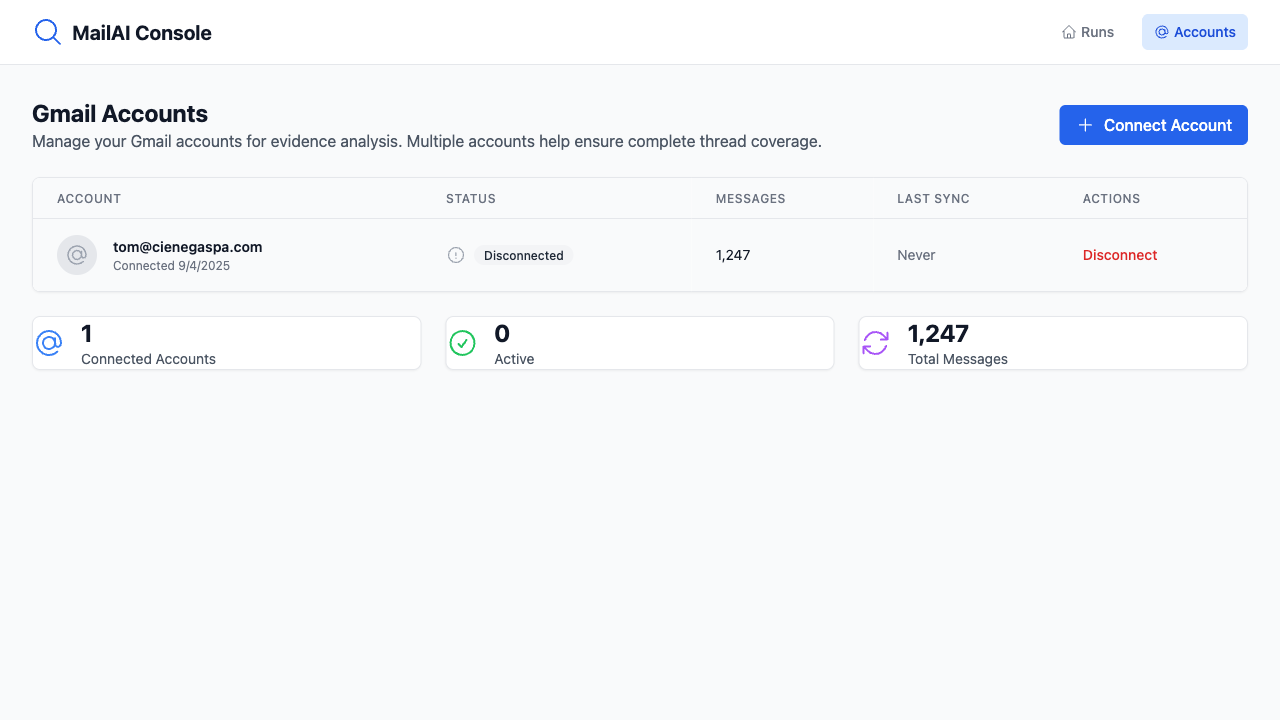 MailAI Console
Runs
Accounts
Gmail Accounts
Manage your Gmail accounts for evidence analysis. Multiple accounts help ensure complete thread coverage.
Connect Account
ACCOUNT STATUS MESSAGES LAST SYNC ACTIONS
tom@cienegaspa.com
Connected 9/4/2025
Disconnected
1,247
Never
Disconnect
1
Connected Accounts
0
Active
1,247
Total Messages